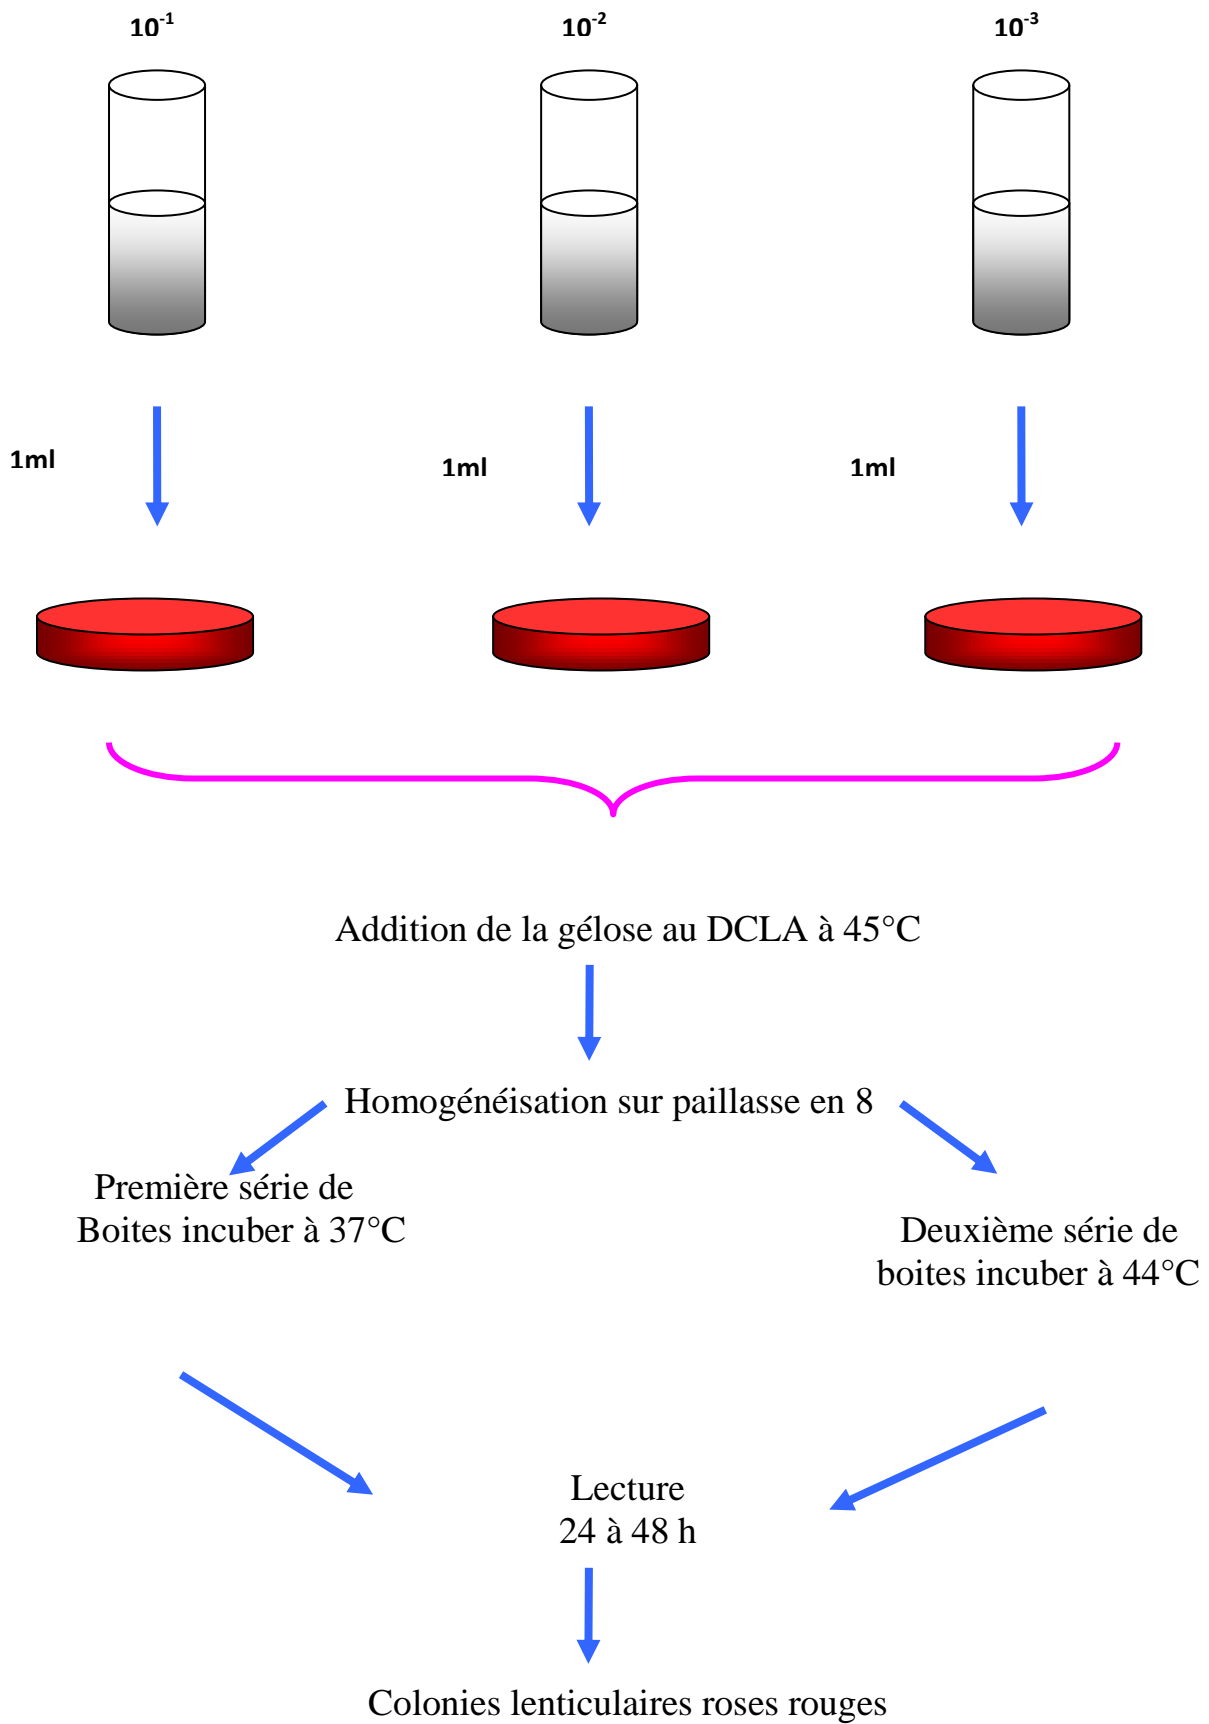 10⁻¹
10⁻²
10⁻³
1ml
1ml
1ml
Addition de la gélose au DCLA à 45°C
Homogénéisation sur paillasse en 8
Première série de
Boites incuber à 37°C
Deuxième série de
boites incuber à 44°C
Lecture
24 à 48 h
Colonies lenticulaires roses rouges